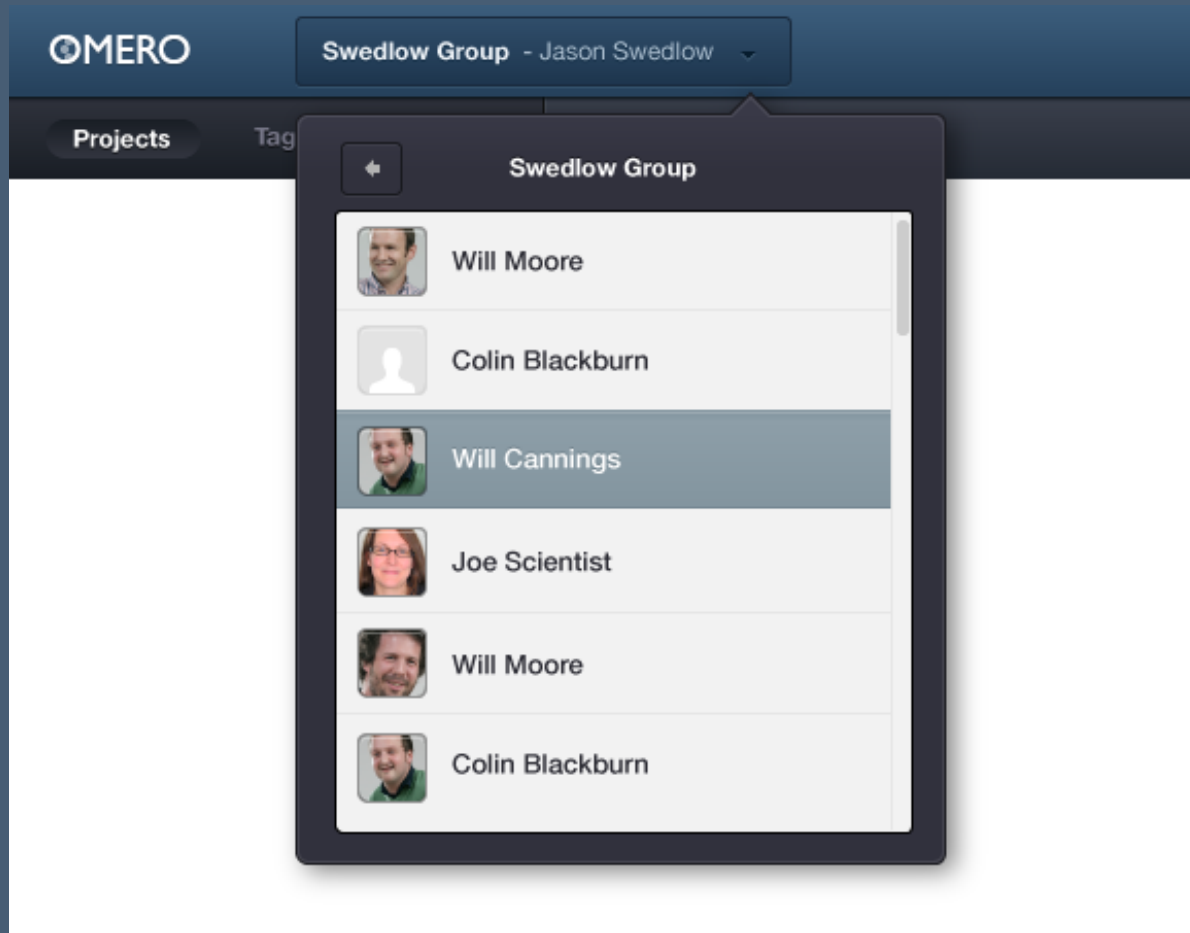 OMERO
Swedlow Group - Jason Swedlow
Projects
Tag
Swedlow Group
Will Moore
Colin Blackburn
Will Cannings
Joe Scientist
Will Moore
Colin Blackburn